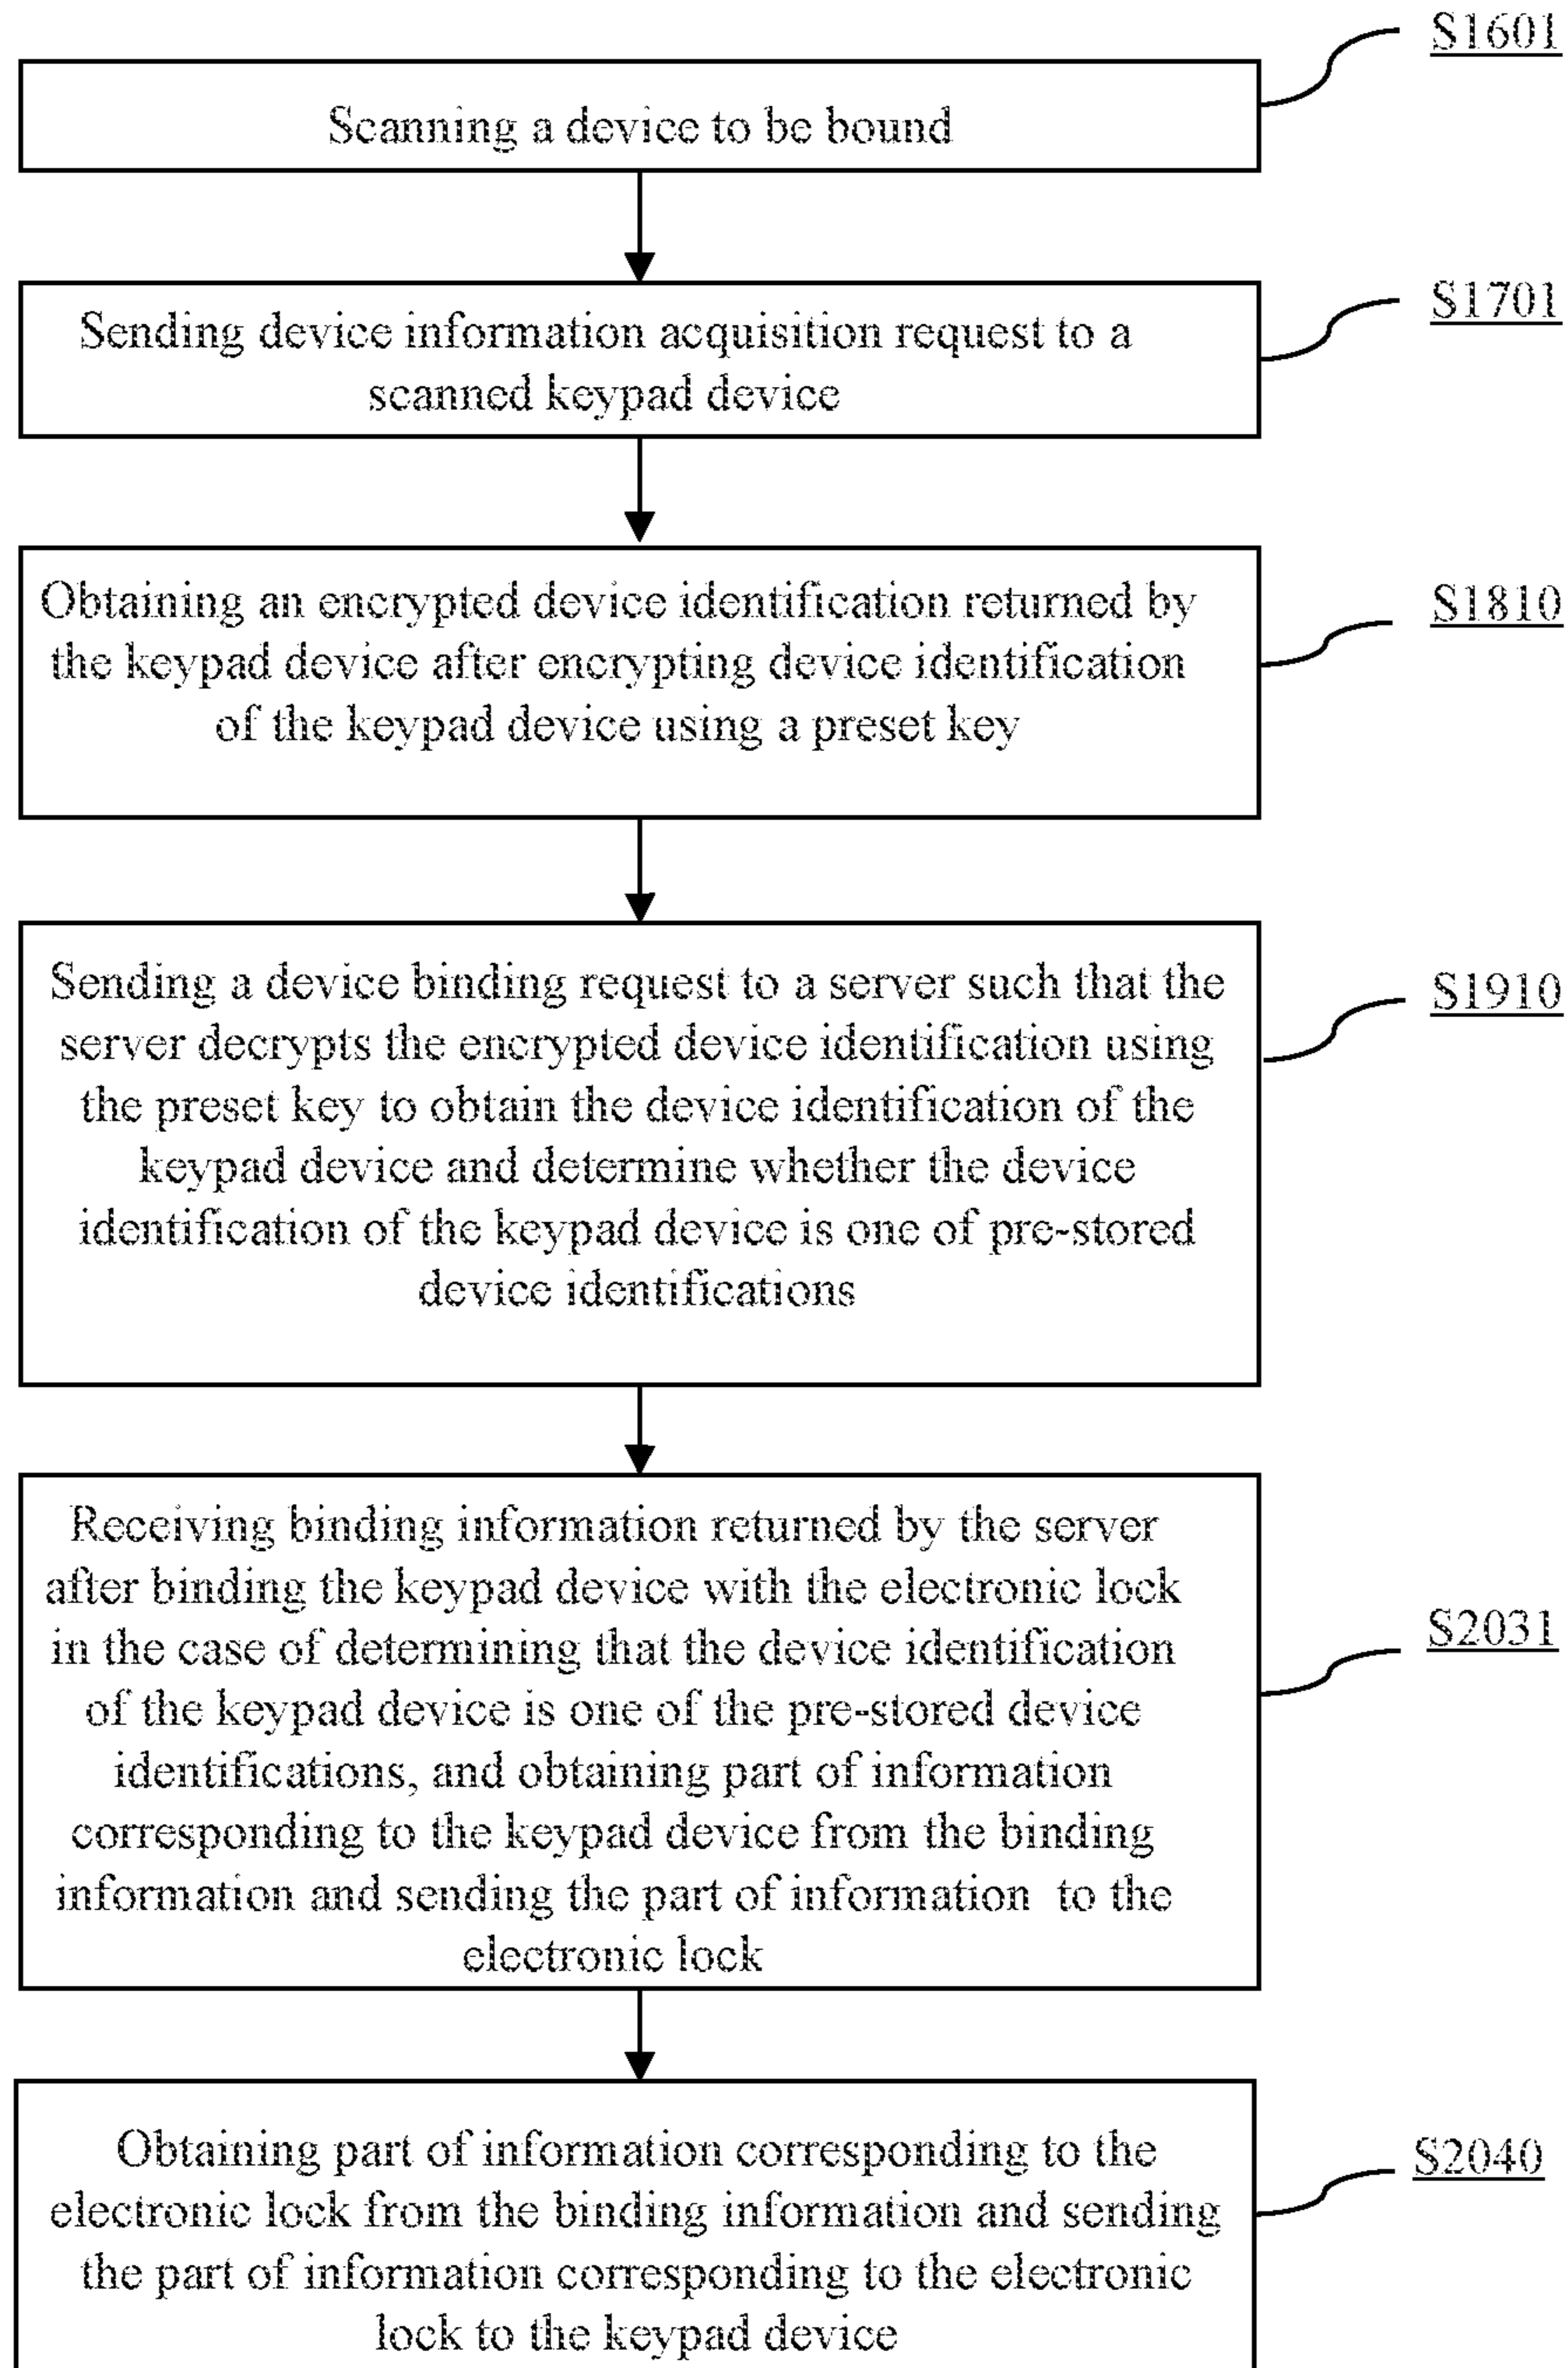 S1601
Scanning a device to be bound
S1701
Sending device information acquisition request to a
scanned keypad device
S1810
Obtaining an encrypted device identification returned by
the keypad device after encrypting device identification
of the keypad device using a preset key
S1910
Sending a device binding request to a server such that the
server decrypts the encrypted device identification using
the preset key to obtain the device identification of the
keypad device and determine whether the device
identification of the keypad device is one of pre-stored
device identifications
S2031
Receiving binding information returned by the server
after binding the keypad device with the electronic lock
in the case of determining that the device identification
of the keypad device is one of the pre-stored device
identifications, and obtaining part of information
corresponding to the keypad device from the binding
information and sending the part of information to the
electronic lock
S2040
Obtaining part of information corresponding to the
electronic lock from the binding information and sending
the part of information corresponding to the electronic
lock to the keypad device